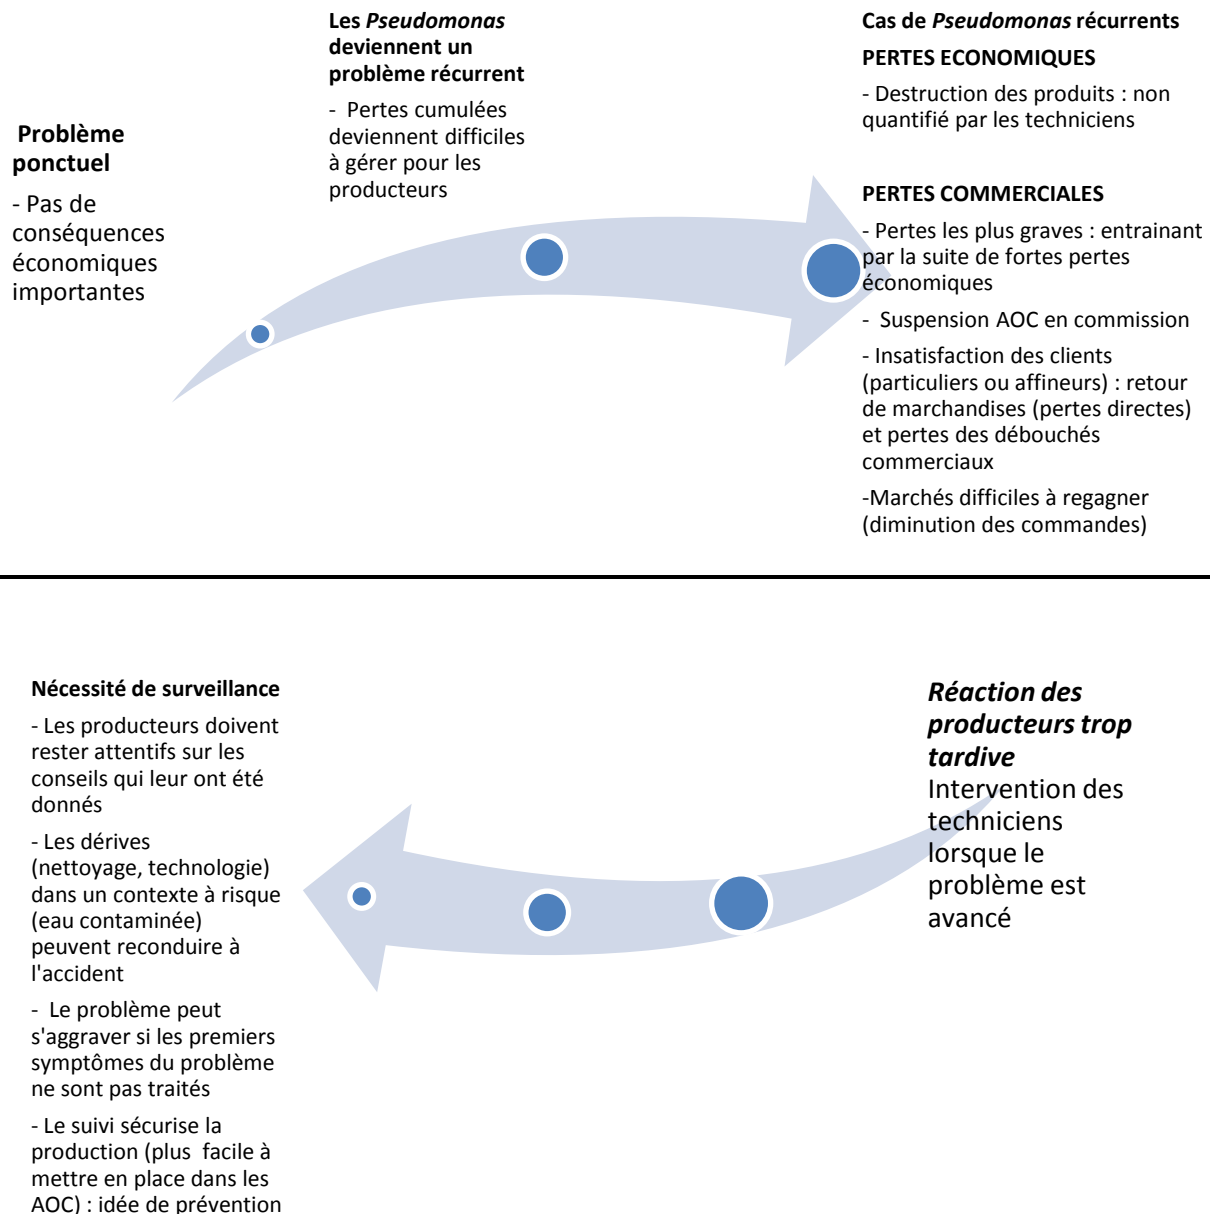 Problème
ponctuel
- Pas de
conséquences
économiques
importantes
Les Pseudomonas
deviennent un
problème récurrent
- Pertes cumulées
deviennent difficiles
à gérer pour les
producteurs
Cas de Pseudomonas récurrents
PERTES ECONOMIQUES
- Destruction des produits : non
quantifié par les techniciens
PERTES COMMERCIALES
- Pertes les plus graves : entrainant
par la suite de fortes pertes
économiques
- Suspension AOC en commission
- Insatisfaction des clients
(particuliers ou affineurs) : retour
de marchandises (pertes directes)
et pertes des débouchés
commerciaux
-Marchés difficiles à regagner
(diminution des commandes)
Nécessité de surveillance
- Les producteurs doivent
rester attentifs sur les
conseils qui leur ont été
donnés
- Les dérives
(nettoyage, technologie)
dans un contexte à risque
(eau contaminée)
peuvent reconduire à
l'accident
- Le problème peut
s'aggraver si les premiers
symptômes du problème
ne sont pas traités
- Le suivi sécurise la
production (plus facile à
mettre en place dans les
AOC) : idée de prévention
Réaction des
producteurs trop
tardive
Intervention des
techniciens
lorsque le
problème est
avancé